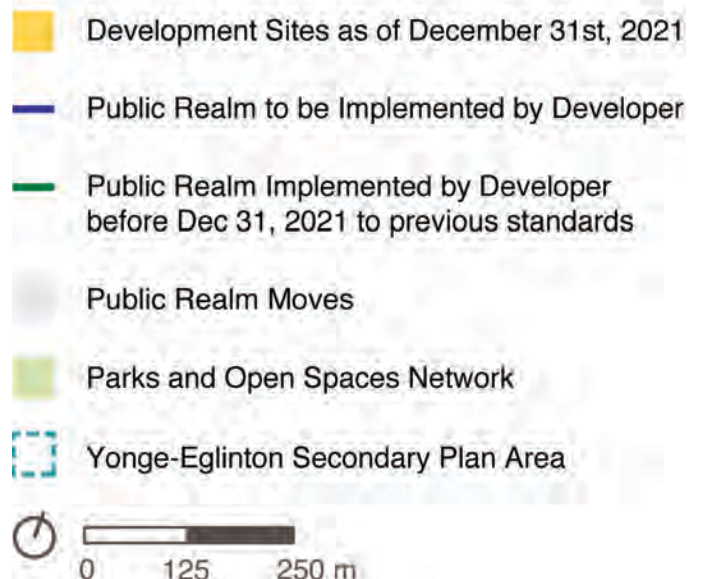 Development Sites as of December 31st, 2021
Public Realm to be Implemented by Developer
Public Realm Implemented by Developer
before Dec 31, 2021 to previous standards
Public Realm Moves
Parks and Open Spaces Network
Yonge-Eglinton Secondary Plan Area
0 125 250 m